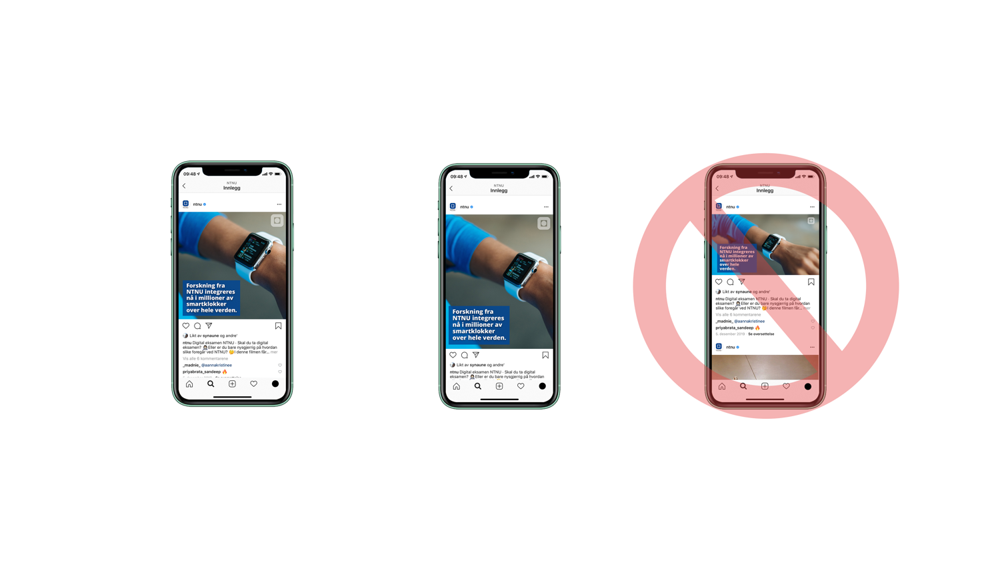 09:48
NTNU
Innlegg
ntnu
Forskning fra
NTNU integreres
nå i millioner av
smartklokker
over hele verden.
Likt av synaune og andre'
ntnu Digital eksamen NTNU - Skal du ta digital
eksamen? 🤷🏻‍♀️Eller er du bare nysgjerrig på hvordan
slike foregår ved NTNU? 🤔I denne filmen får... mer
Vis alle 6 kommentarene
_madnie_ @aannakristinee
priyabrata_sandeep 🔥
09:48
NTNU
Innlegg
ntnu
Forskning fra
NTNU integreres
nå i millioner av
smartklokker
over hele verden.
Likt av synaune og andre'
ntnu Digital eksamen NTNU - Skal du ta digital
eksamen? 🤷🏻‍♀️Eller er du bare nysgjerrig på hvordan
09:48
NTNU
Innlegg
ntnu
Forskning fra
NTNU integreres
nå i millioner av
smartklokker
over hele
verden.
Likt av synaune og andre'
ntnu Digital eksamen NTNU - Skal du ta digital
eksamen? 🤷🏻‍♀️Eller er du bare nysgjerrig på hvordan
slike foregår ved NTNU? 🤔I denne filmen får... mer
Vis alle 6 kommentarene
_madnie_ @aannakristinee
priyabrata_sandeep 🔥
5. desember 2019 Se oversettelse
ntnu